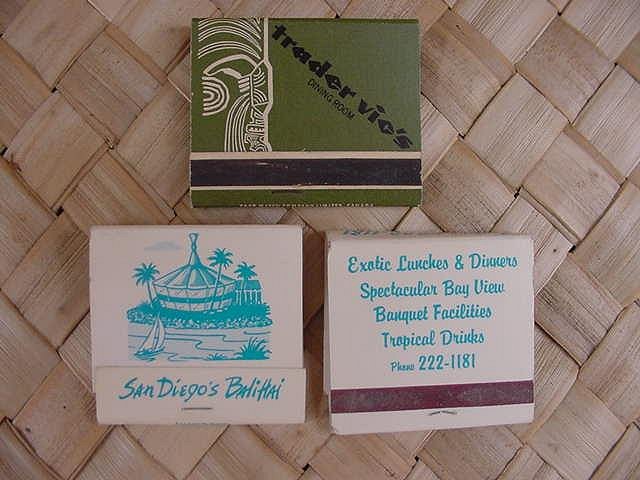 trader vic's
DINING ROOM
San Diego's Bali Hai
Exotic Lunches & Dinners
Spectacular Bay View
Banquet Facilities
Tropical Drinks
Phone 222-1181